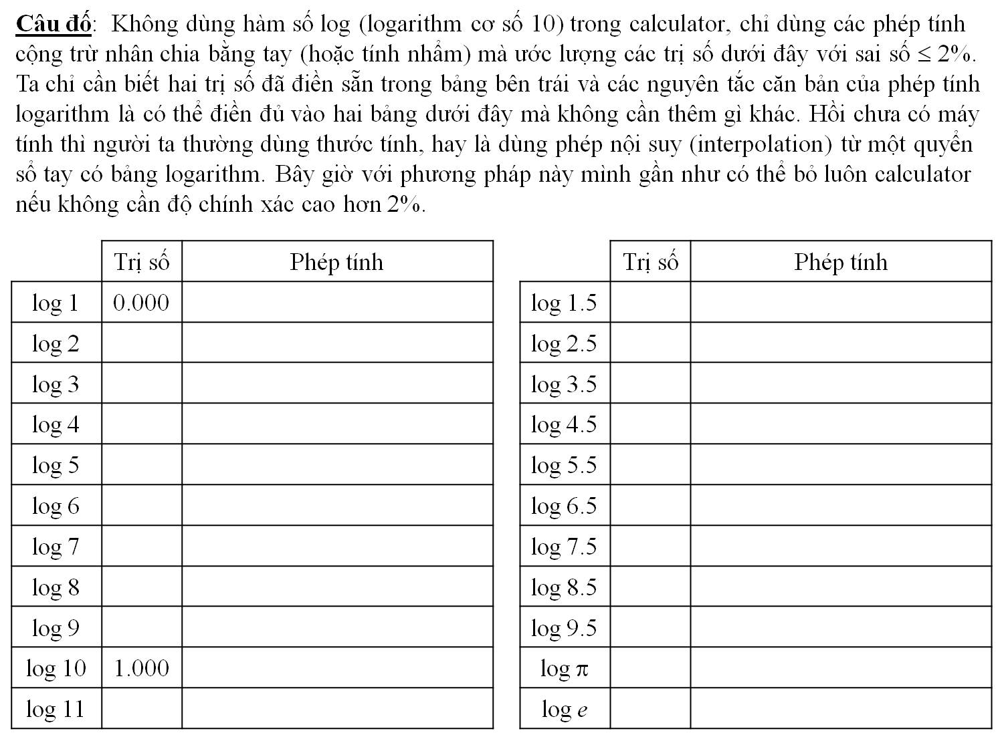 Câu đố: Không dùng hàm số log (logarithm cơ số 10) trong calculator, chỉ dùng các phép tính
cộng trừ nhân chia bằng tay (hoặc tính nhẩm) mà ước lượng các trị số dưới đây với sai số ≤ 2%.
Ta chỉ cần biết hai trị số đã điền sẵn trong bảng bên trái và các nguyên tắc căn bản của phép tính
logarithm là có thể điền đủ vào hai bảng dưới đây mà không cần thêm gì khác. Hồi chưa có máy
tính thì người ta thường dùng thước tính, hay là dùng phép nội suy (interpolation) từ một quyển
sổ tay có bảng logarithm. Bây giờ với phương pháp này mình gần như có thể bỏ luôn calculator
nếu không cần độ chính xác cao hơn 2%.
Trị số Phép tính
log 1 0.000
log 2
log 3
log 4
log 5
log 6
log 7
log 8
log 9
log 10 1.000
log 11
Trị số Phép tính
log 1.5
log 2.5
log 3.5
log 4.5
log 5.5
log 6.5
log 7.5
log 8.5
log 9.5
log π
log e